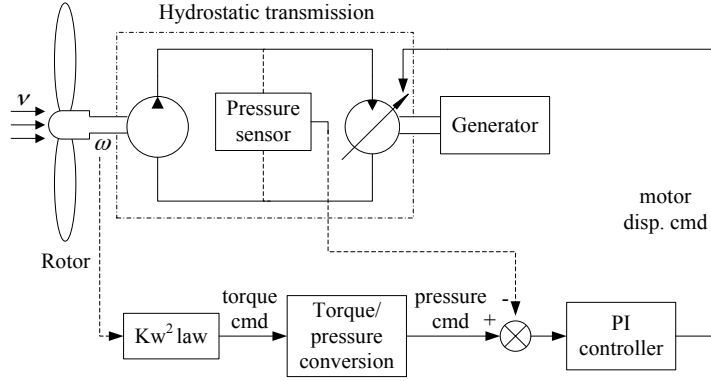 Hydrostatic transmission
ν
Pressure
sensor
Generator
ω
motor
disp. cmd
Rotor
torque
cmd
pressure
cmd
-
+
Kw² law
Torque/
pressure
conversion
PI
controller